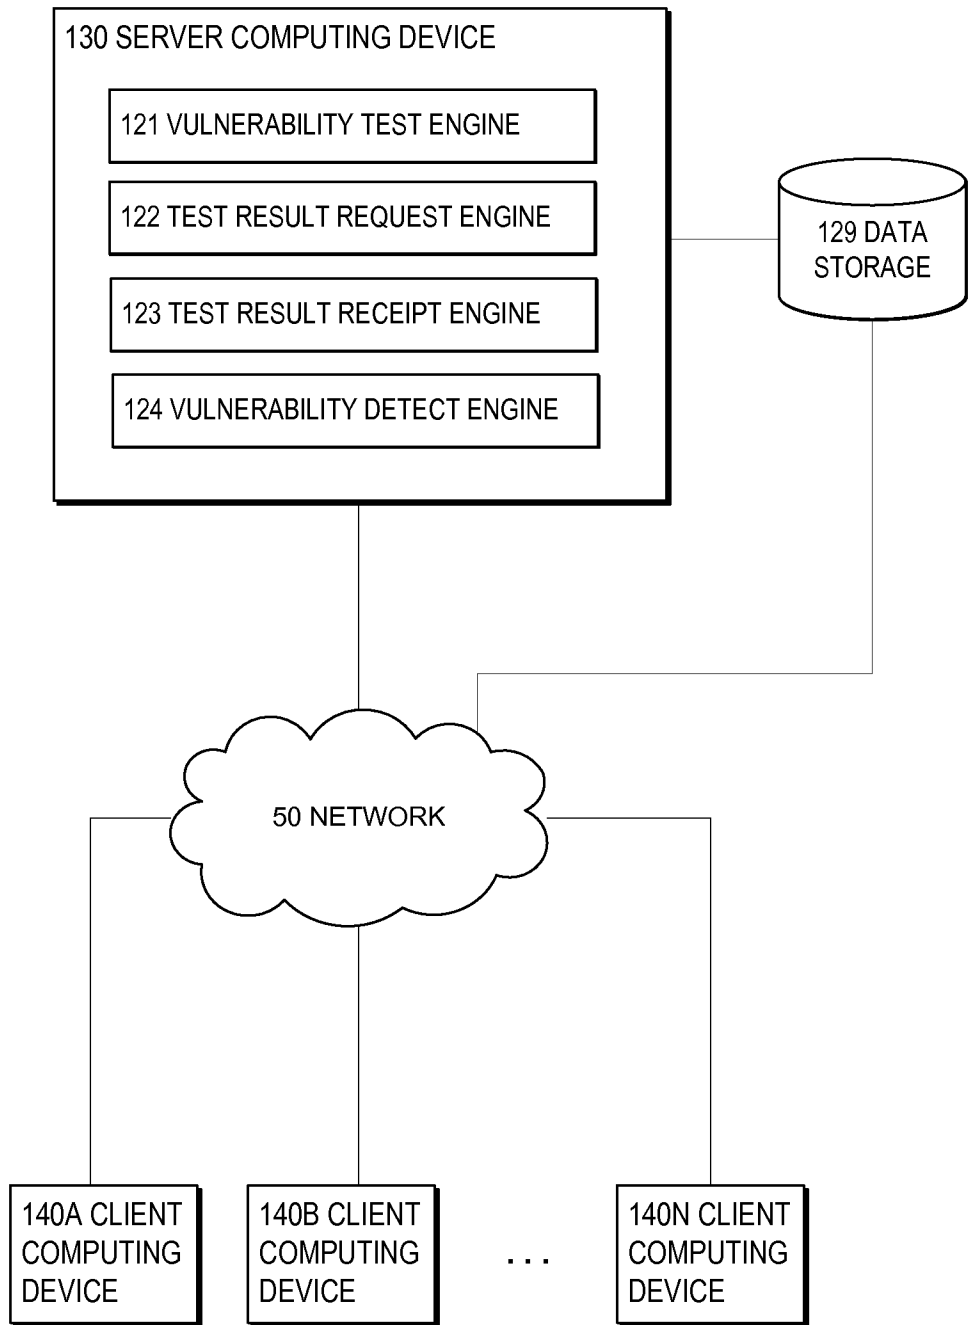 130 SERVER COMPUTING DEVICE
121 VULNERABILITY TEST ENGINE
122 TEST RESULT REQUEST ENGINE
123 TEST RESULT RECEIPT ENGINE
124 VULNERABILITY DETECT ENGINE
129 DATA
STORAGE
50 NETWORK
140A CLIENT
COMPUTING
DEVICE
140B CLIENT
COMPUTING
DEVICE
...
140N CLIENT
COMPUTING
DEVICE